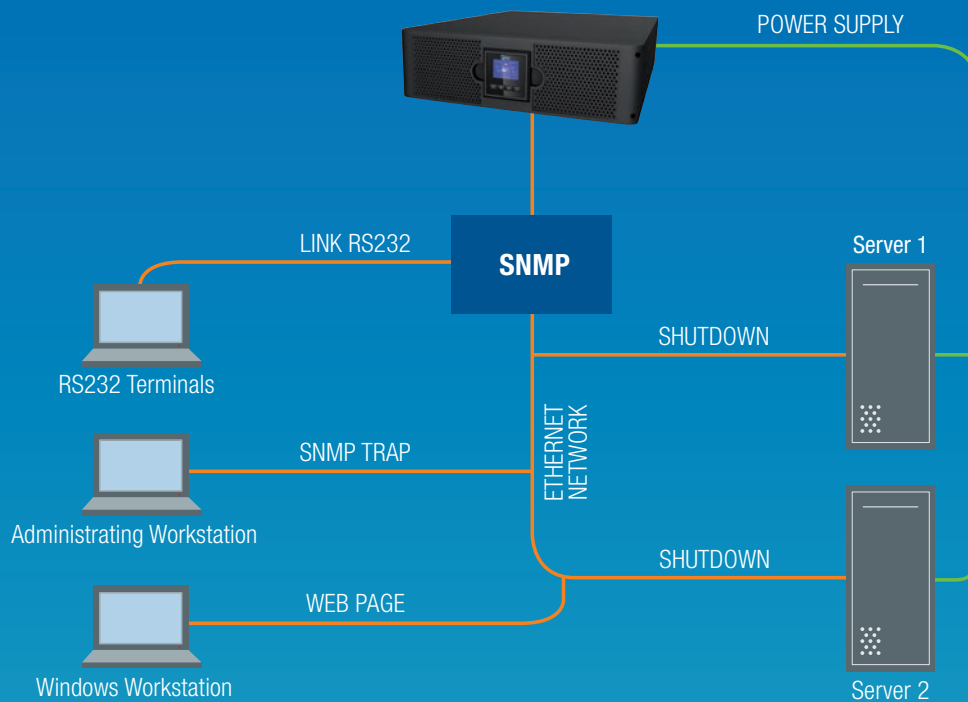 POWER SUPPLY
LINK RS232
SNMP
Server 1
SHUTDOWN
RS232 Terminals
ETHERNET
NETWORK
SNMP TRAP
Administrating Workstation
SHUTDOWN
WEB PAGE
Windows Workstation
Server 2